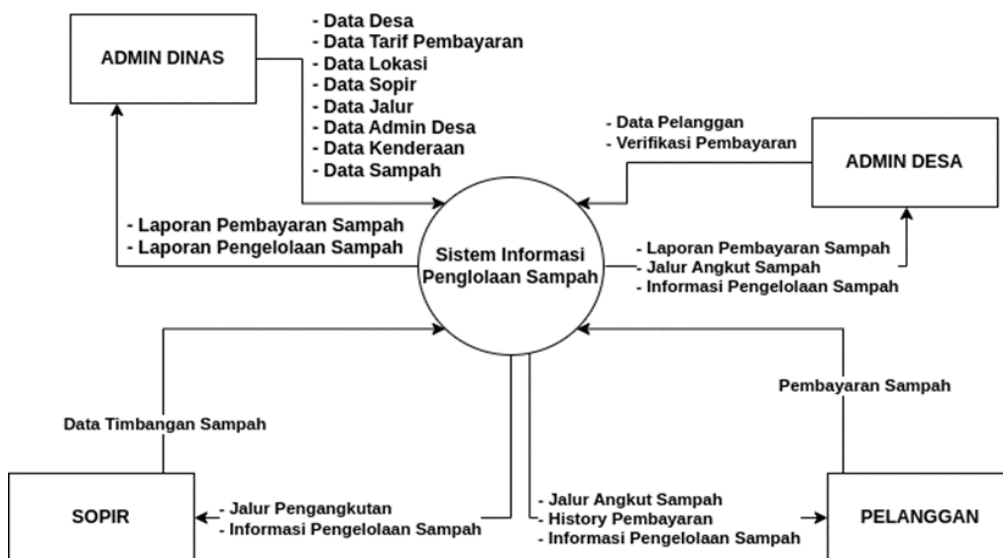 ADMIN DINAS
- Data Desa
- Data Tarif Pembayaran
- Data Lokasi
- Data Sopir
- Data Jalur
- Data Admin Desa
- Data Kenderaan
- Data Sampah
- Data Pelanggan
- Verifikasi Pembayaran
ADMIN DESA
- Laporan Pembayaran Sampah
- Laporan Pengelolaan Sampah
Sistem Informasi
Penglolaan Sampah
- Laporan Pembayaran Sampah
- Jalur Angkut Sampah
- Informasi Pengelolaan Sampah
Data Timbangan Sampah
Pembayaran Sampah
SOPIR
- Jalur Pengangkutan
- Informasi Pengelolaan Sampah
- Jalur Angkut Sampah
- History Pembayaran
- Informasi Pengelolaan Sampah
PELANGGAN